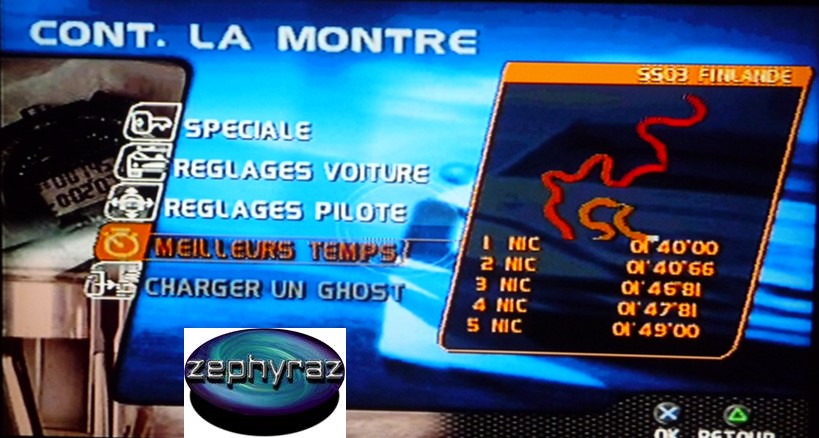 CONT. LA MONTRE
SS03 FINLANDE
SPECIALE
REGLAGES VOITURE
REGLAGES PILOTE
MEILLEURS TEMPS
CHARGER UN GHOST
1 NIC 01'40'00
2 NIC 01'40'66
3 NIC 01'46'81
4 NIC 01'47'81
5 NIC 01'49'00
zephyraz
OK RETOUR